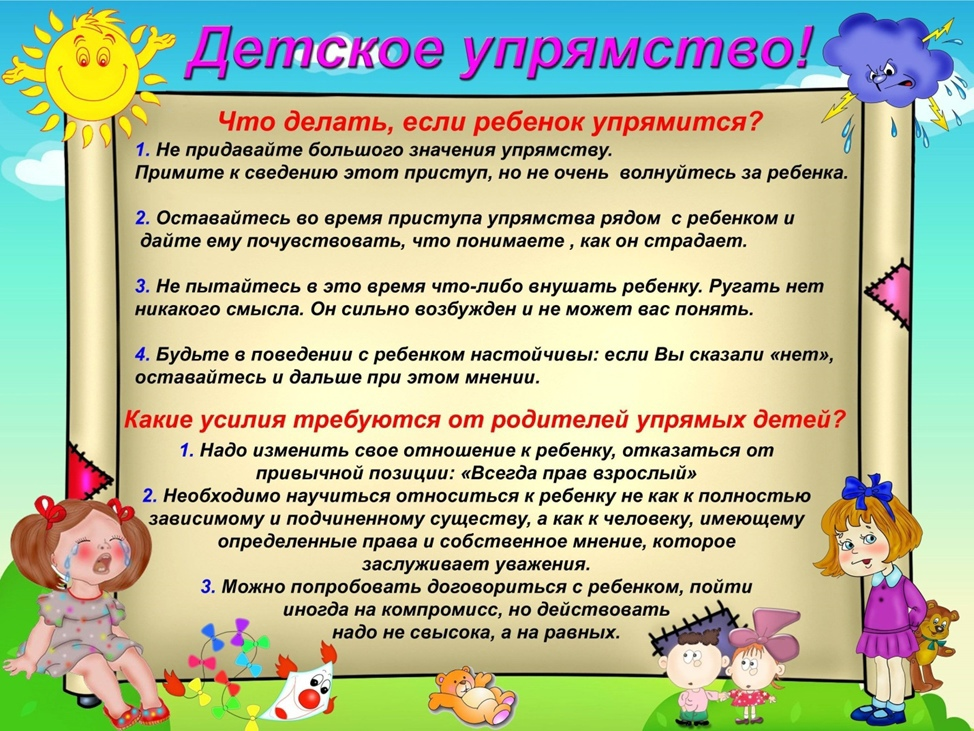 Детское упрямство!
Что делать, если ребенок упрямится?
1. Не придавайте большого значения упрямству.
Примите к сведению этот приступ, но не очень волнуйтесь за ребенка.
2. Оставайтесь во время приступа упрямства рядом с ребенком и
дайте ему почувствовать, что понимаете , как он страдает.
3. Не пытайтесь в это время что-либо внушать ребенку. Ругать нет
никакого смысла. Он сильно возбужден и не может вас понять.
4. Будьте в поведении с ребенком настойчивы: если Вы сказали «нет»,
оставайтесь и дальше при этом мнении.
Какие усилия требуются от родителей упрямых детей?
1. Надо изменить свое отношение к ребенку, отказаться от
привычной позиции: «Всегда прав взрослый»
2. Необходимо научиться относиться к ребенку не как к полностью
зависимому и подчиненному существу, а как к человеку, имеющему
определенные права и собственное мнение, которое
заслуживает уважения.
3. Можно попробовать договориться с ребенком, пойти
иногда на компромисс, но действовать
надо не свысока, а на равных.